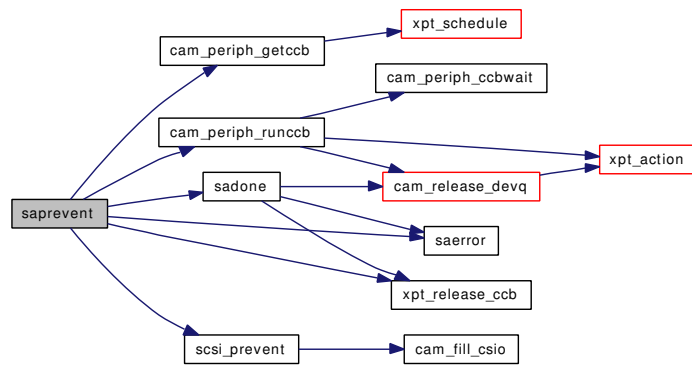 xpt_schedule
cam_periph_getccb
cam_periph_ccbwait
cam_periph_runccb
xpt_action
sadone
cam_release_devq
saprevent
saerror
xpt_release_ccb
scsi_prevent
cam_fill_csio